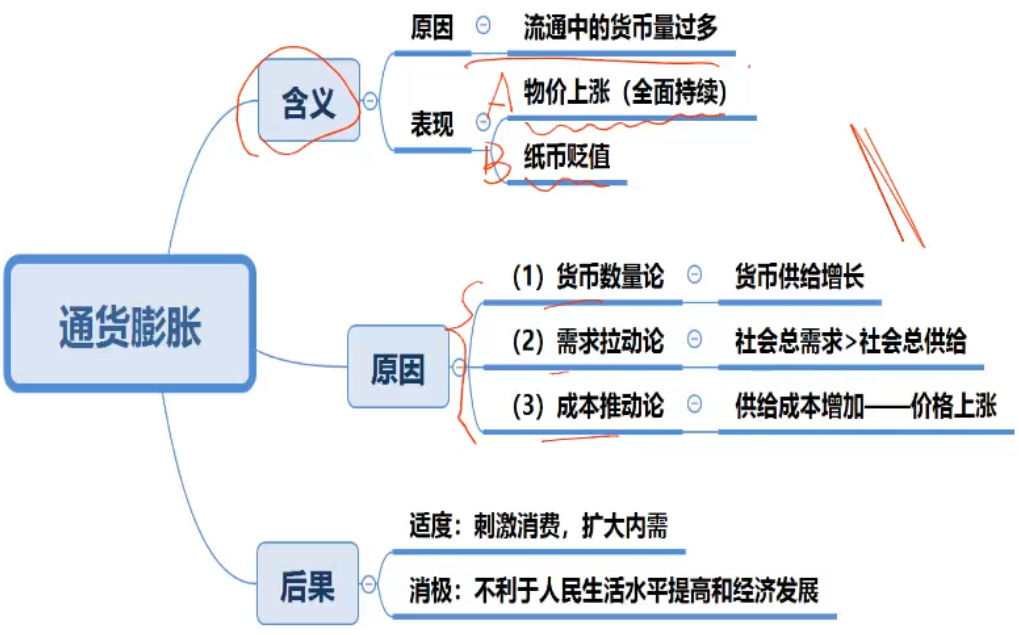 通货膨胀
含义
原因
流通中的货币量过多
表现
A
物价上涨（全面持续）
B
纸币贬值
原因
（1）货币数量论
货币供给增长
（2）需求拉动论
社会总需求>社会总供给
（3）成本推动论
供给成本增加——价格上涨
后果
适度：刺激消费，扩大内需
消极：不利于人民生活水平提高和经济发展